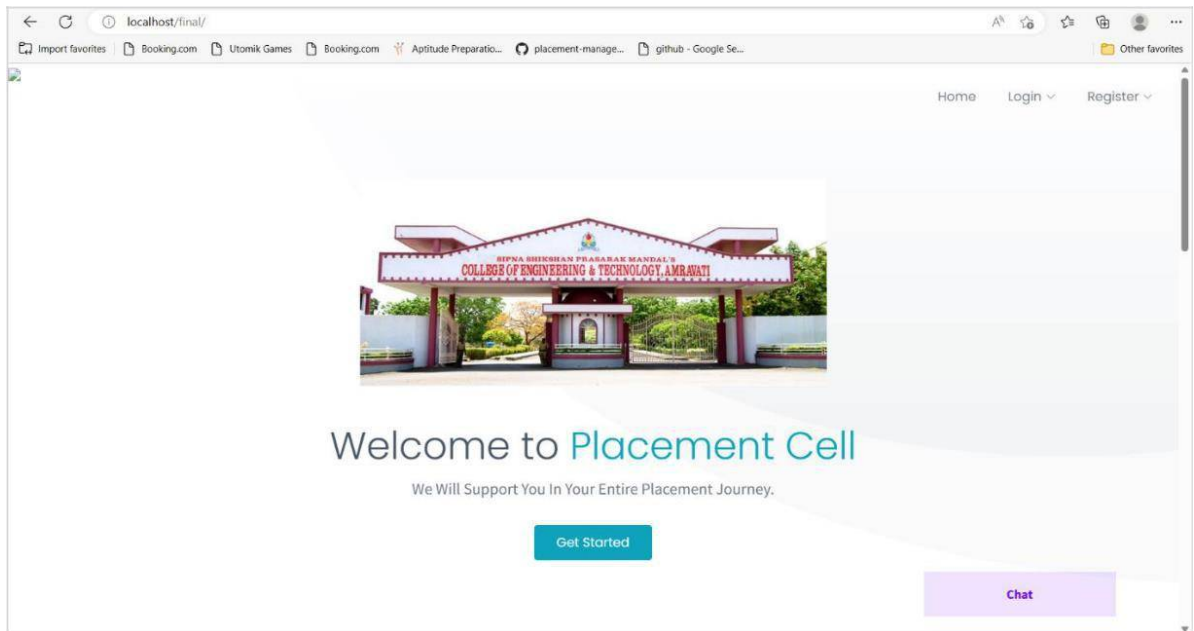 localhost/final/
Import favorites Booking.com Utomik Games Booking.com Aptitude Preparatio... placement-manage... github - Google Se... Other favorites
Home Login Register
SIPNA SHIKSHAN PRASARAK MANDAL'S
COLLEGE OF ENGINEERING & TECHNOLOGY, AMRAVATI
Welcome to Placement Cell
We Will Support You In Your Entire Placement Journey.
Get Started
Chat